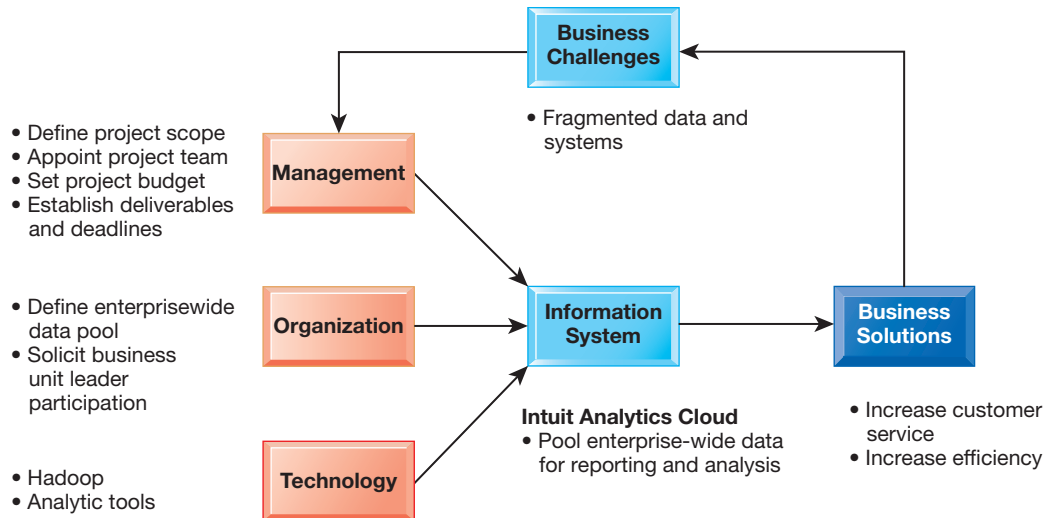 Business
Challenges
• Fragmented data and
systems
• Define project scope
• Appoint project team
• Set project budget
• Establish deliverables
and deadlines
Management
• Define enterprisewide
data pool
• Solicit business
unit leader
participation
Organization
Information
System
Business
Solutions
Intuit Analytics Cloud
• Pool enterprise-wide data
for reporting and analysis
• Increase customer
service
• Increase efficiency
• Hadoop
• Analytic tools
Technology